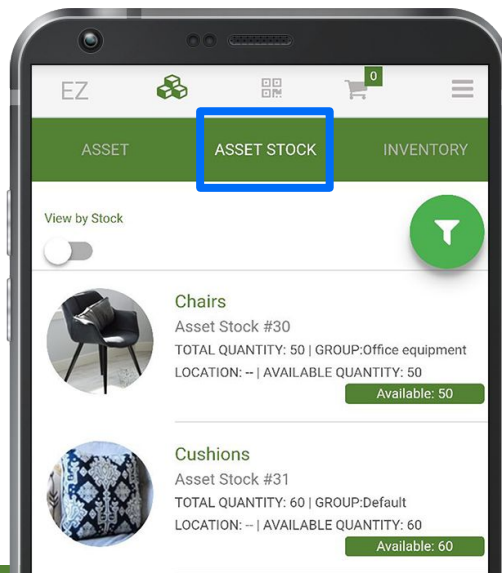 EZ
0
ASSET
ASSET STOCK
INVENTORY
View by Stock
Chairs
Asset Stock #30
TOTAL QUANTITY: 50 | GROUP:Office equipment
LOCATION: -- | AVAILABLE QUANTITY: 50
Available: 50
Cushions
Asset Stock #31
TOTAL QUANTITY: 60 | GROUP:Default
LOCATION: -- | AVAILABLE QUANTITY: 60
Available: 60